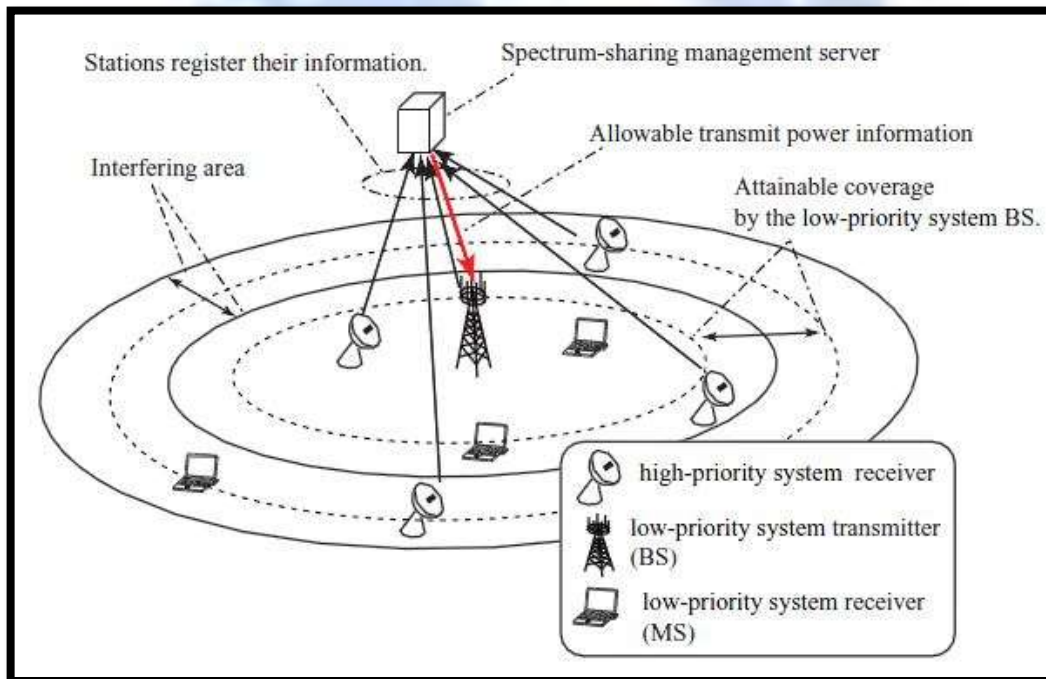 Stations register their information.
Spectrum-sharing management server
Allowable transmit power information
Interfering area
Attainable coverage
by the low-priority system BS.
high-priority system receiver
low-priority system transmitter
(BS)
low-priority system receiver
(MS)